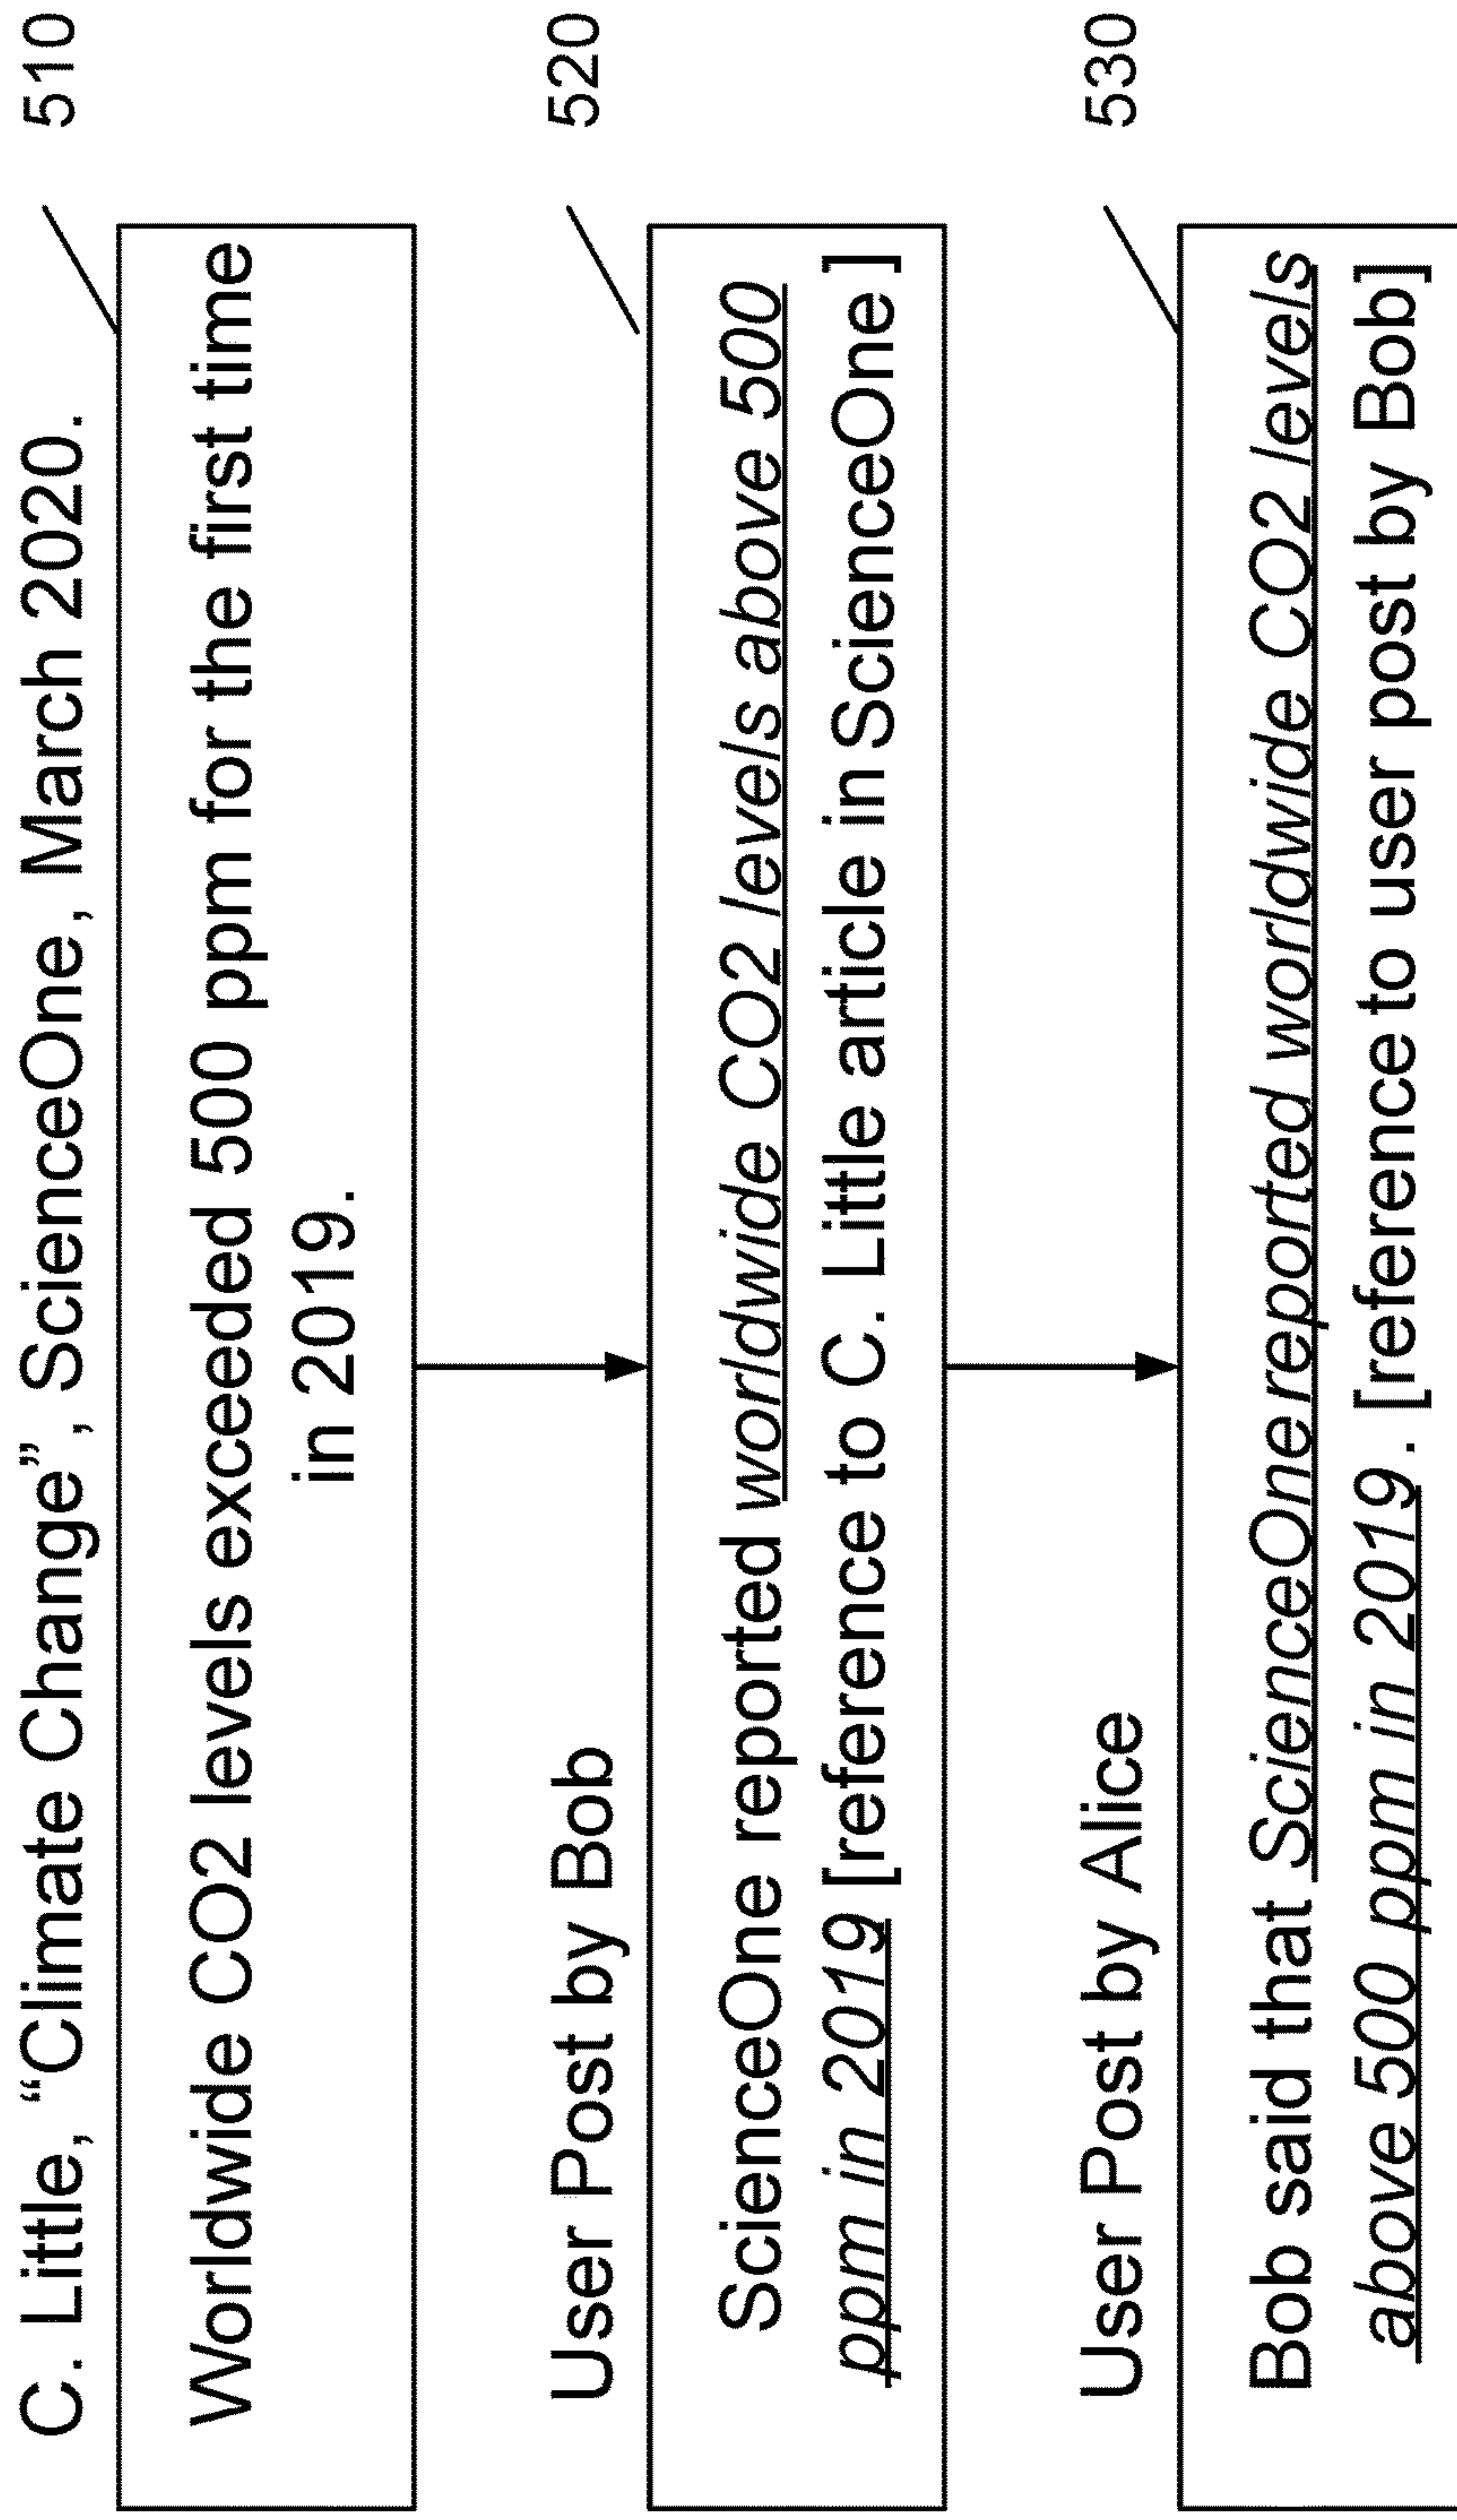 C. Little, “Climate Change”, ScienceOne, March 2020.
510
Worldwide CO2 levels exceeded 500 ppm for the first time
in 2019.
User Post by Bob
520
ScienceOne reported worldwide CO2 levels above 500
ppm in 2019 [reference to C. Little article in ScienceOne]
User Post by Alice
530
Bob said that ScienceOne reported worldwide CO2 levels
above 500 ppm in 2019. [reference to user post by Bob]